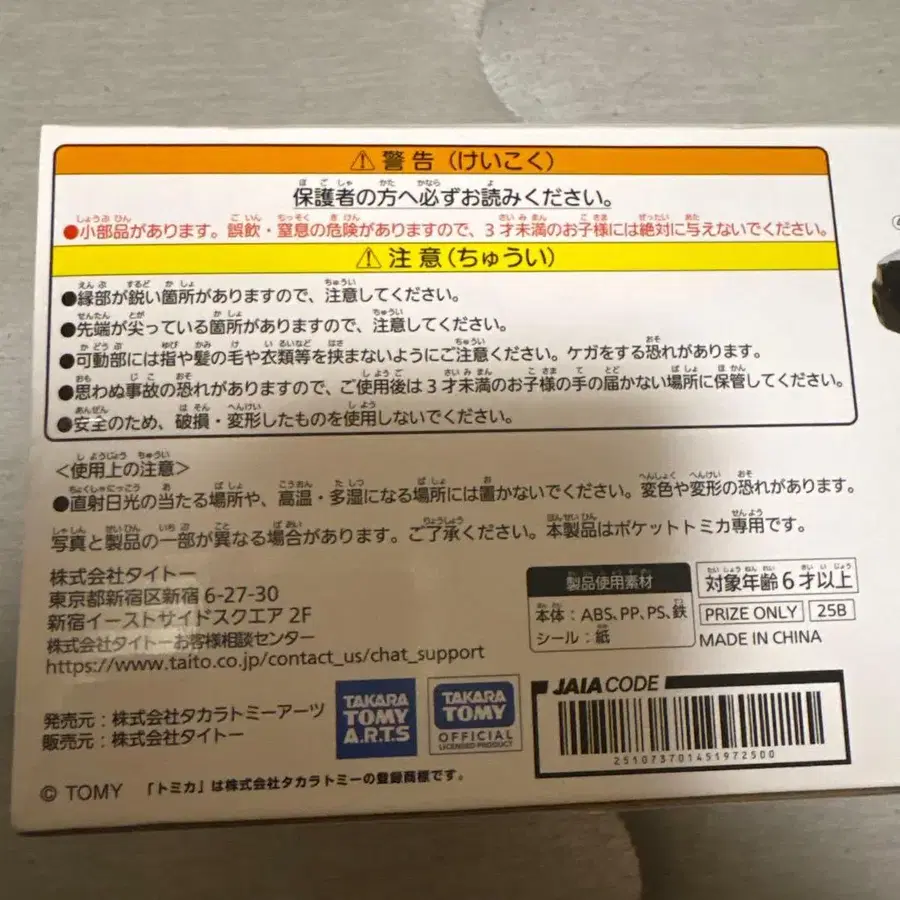 ⚠ 警告（けいこく）
保護者の方へ必ずお読みください。
●小部品があります。誤飲・窒息の危険がありますので、3才未満のお子様には絶対に与えないでください。
⚠ 注意（ちゅうい）
●縁部が鋭い箇所がありますので、注意してください。
●先端が尖っている箇所がありますので、注意してください。
●可動部には指や髪の毛や衣類等を挟まないようにご注意ください。ケガをする恐れがあります。
●思わぬ事故の恐れがありますので、ご使用後は3才未満のお子様の手の届かない場所に保管してください。
●安全のため、破損・変形したものを使用しないでください。
＜使用上の注意＞
●直射日光の当たる場所や、高温・多湿になる場所には置かないでください。変色や変形の恐れがあります。
写真と製品の一部が異なる場合があります。ご了承ください。本製品はポケットトミカ専用です。
株式会社タイトー
東京都新宿区新宿 6-27-30
新宿イーストサイドスクエア 2F
株式会社タイトーお客様相談センター
https://www.taito.co.jp/contact_us/chat_support
製品使用素材
本体：ABS、PP、PS、鉄
シール：紙
対象年齢6才以上
PRIZE ONLY 25B
MADE IN CHINA
発売元：株式会社タカラトミーアーツ
販売元：株式会社タイトー
TAKARA TOMY A.R.T.S
TAKARA TOMY OFFICIAL LICENSED PRODUCT
JAIA CODE
251073701451972500
© TOMY 「トミカ」は株式会社タカラトミーの登録商標です。